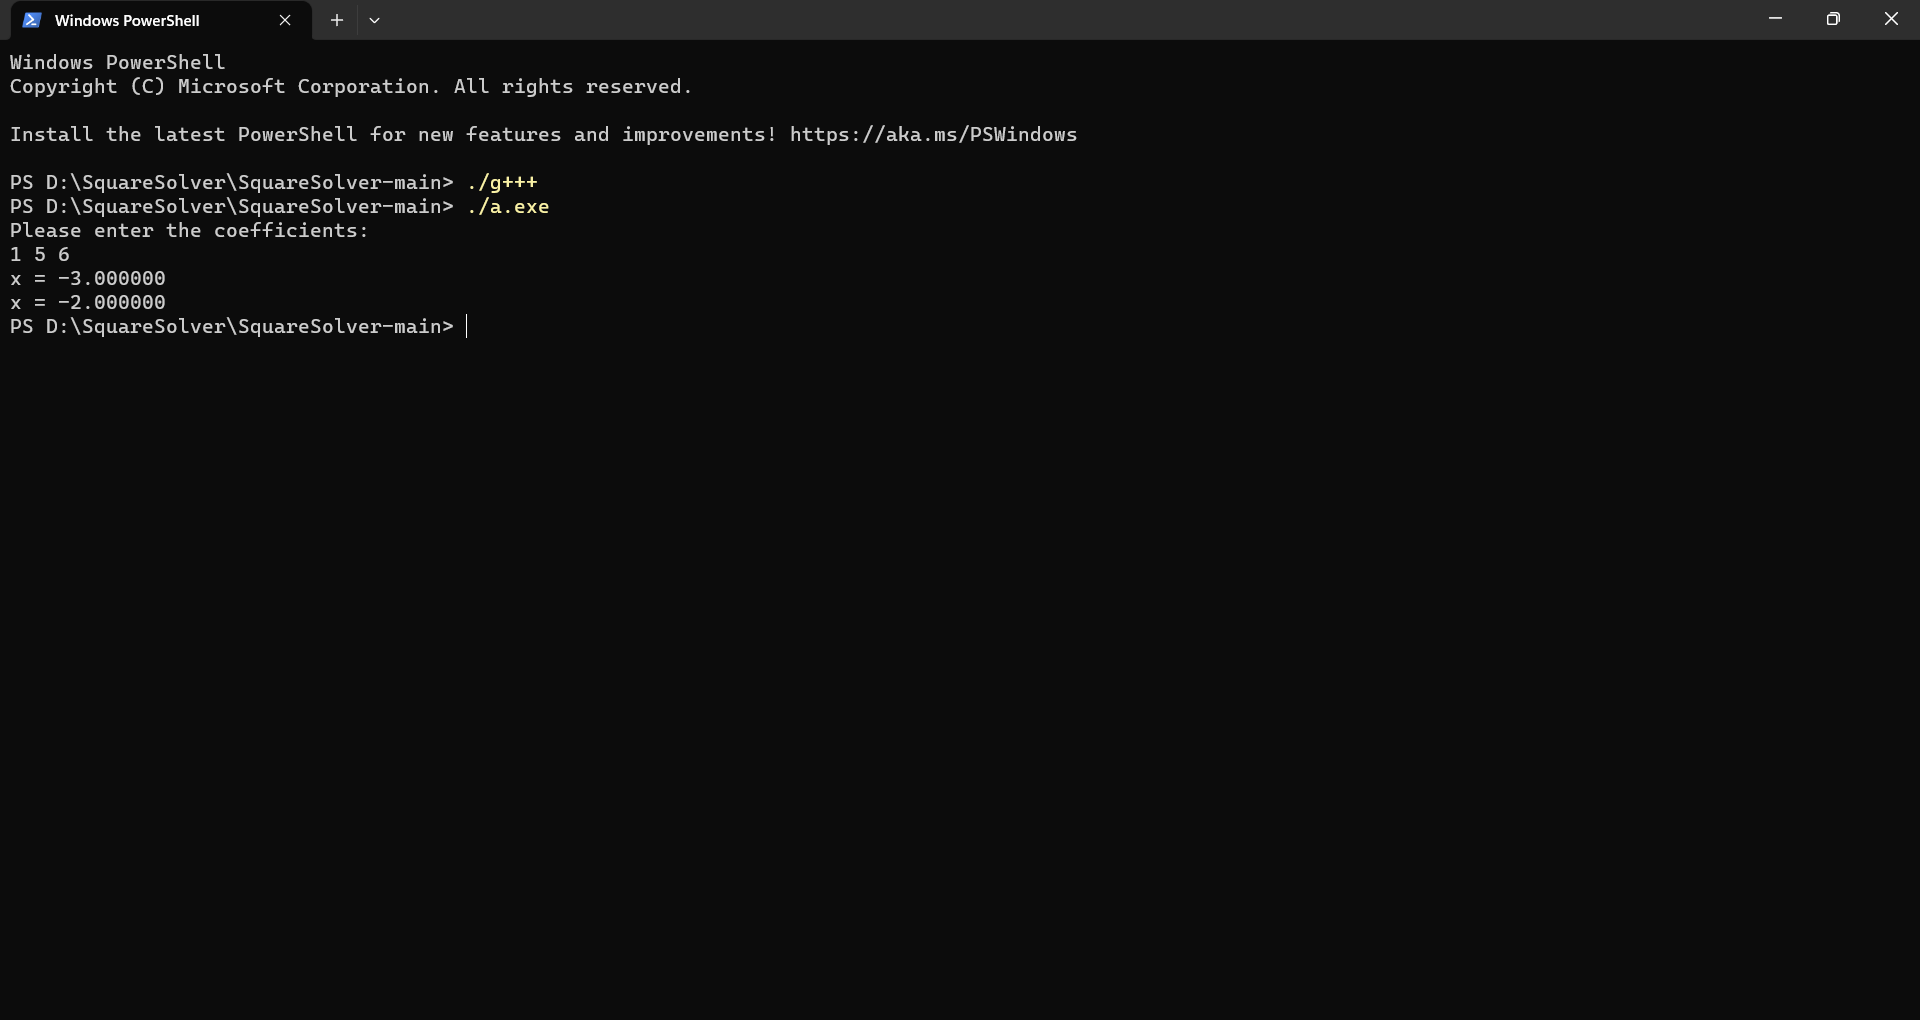 Windows PowerShell
Windows PowerShell
Copyright (C) Microsoft Corporation. All rights reserved.
Install the latest PowerShell for new features and improvements! https://aka.ms/PSWindows
PS D:\SquareSolver\SquareSolver-main> ./g+++
PS D:\SquareSolver\SquareSolver-main> ./a.exe
Please enter the coefficients:
1 5 6
x = -3.000000
x = -2.000000
PS D:\SquareSolver\SquareSolver-main>